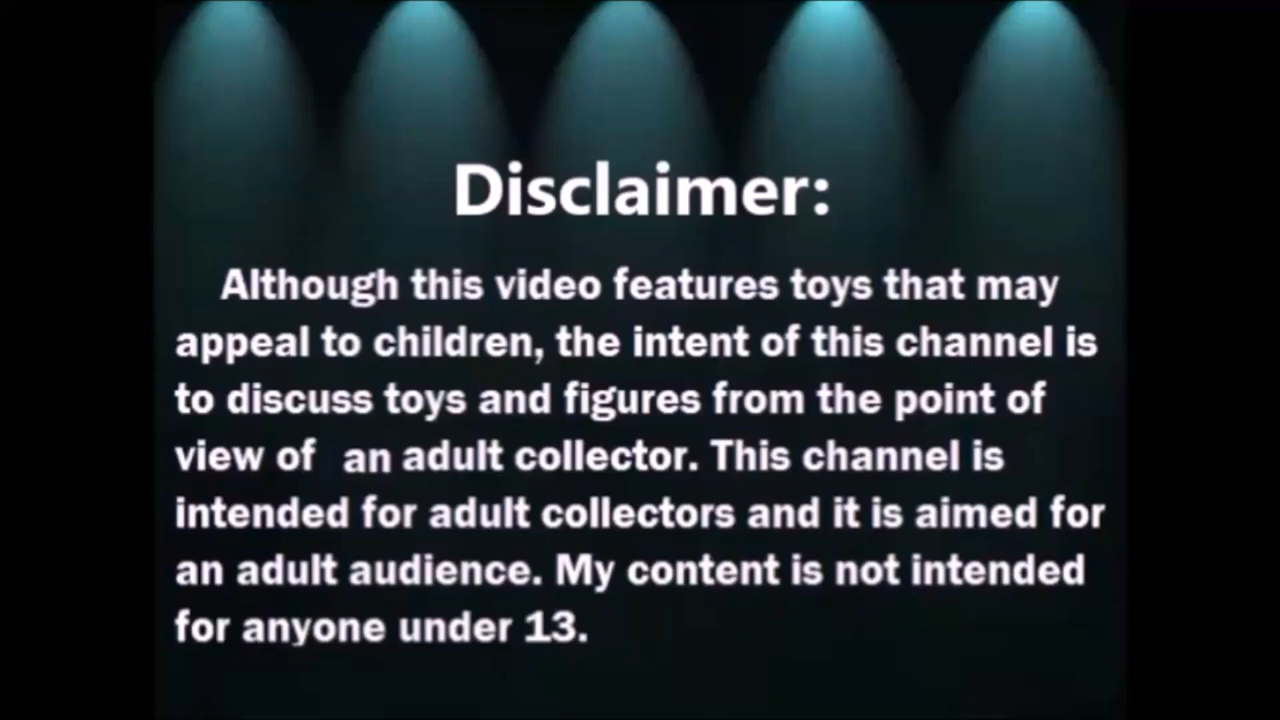 Disclaimer:
Although this video features toys that may
appeal to children, the intent of this channel is
to discuss toys and figures from the point of
view of an adult collector. This channel is
intended for adult collectors and it is aimed for
an adult audience. My content is not intended
for anyone under 13.